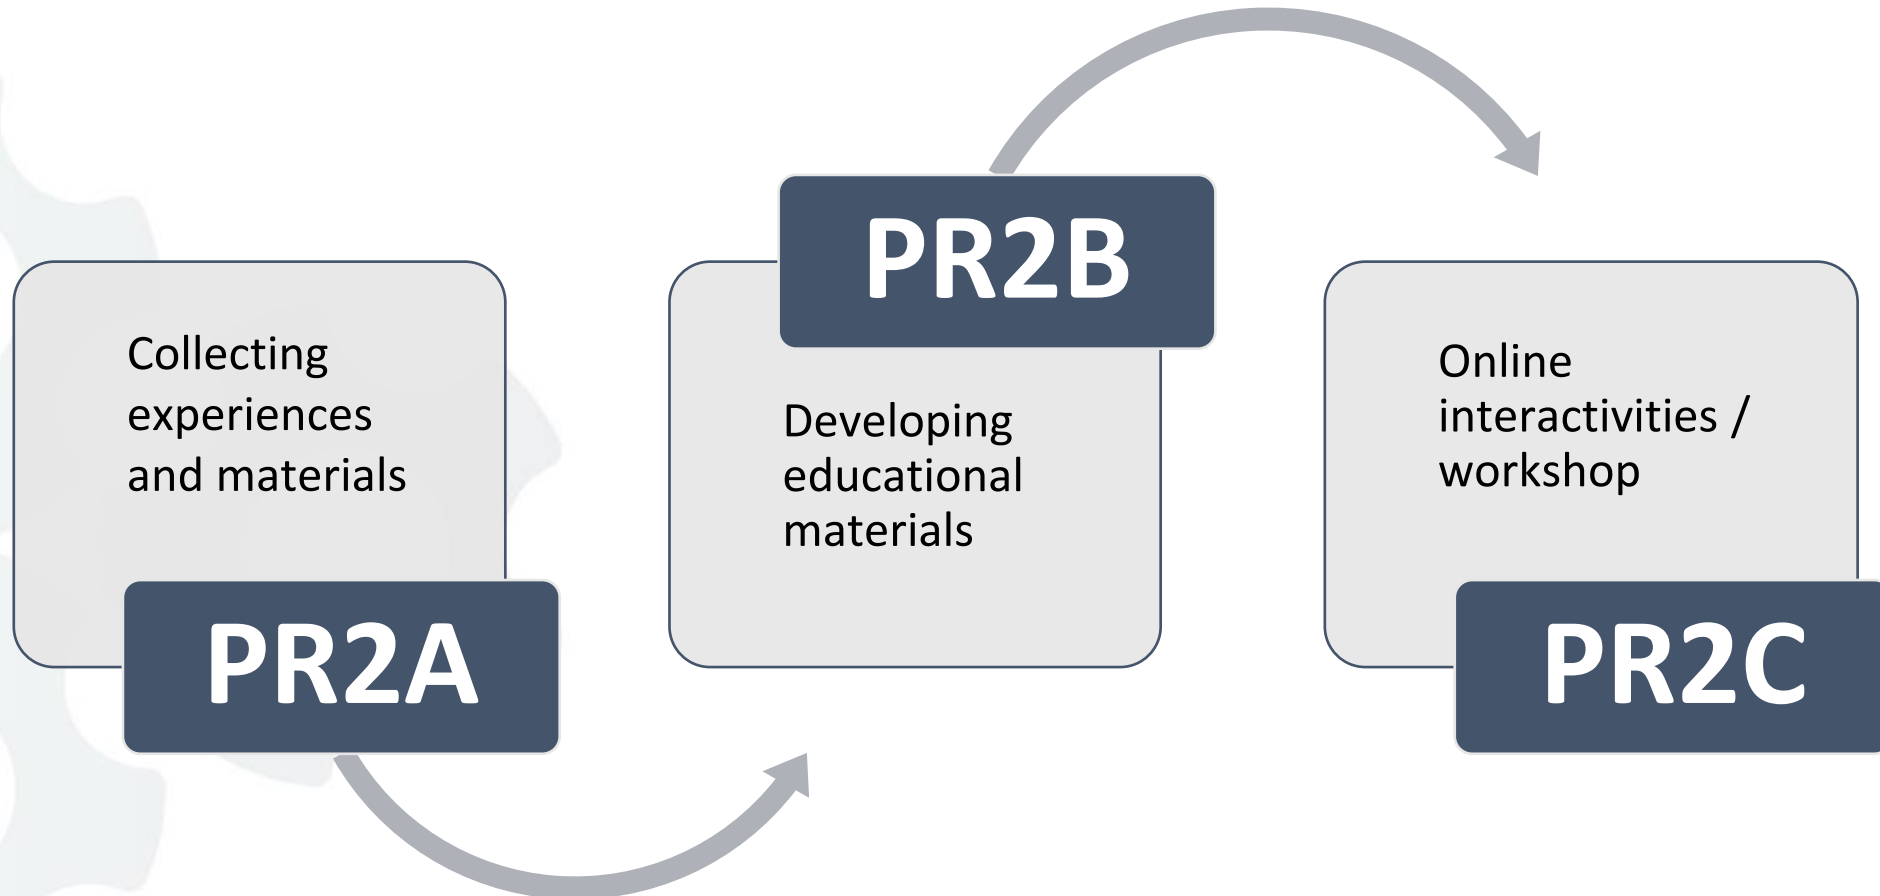 Collecting
experiences
and materials
PR2A
PR2B
Developing
educational
materials
Online
interactivities /
workshop
PR2C